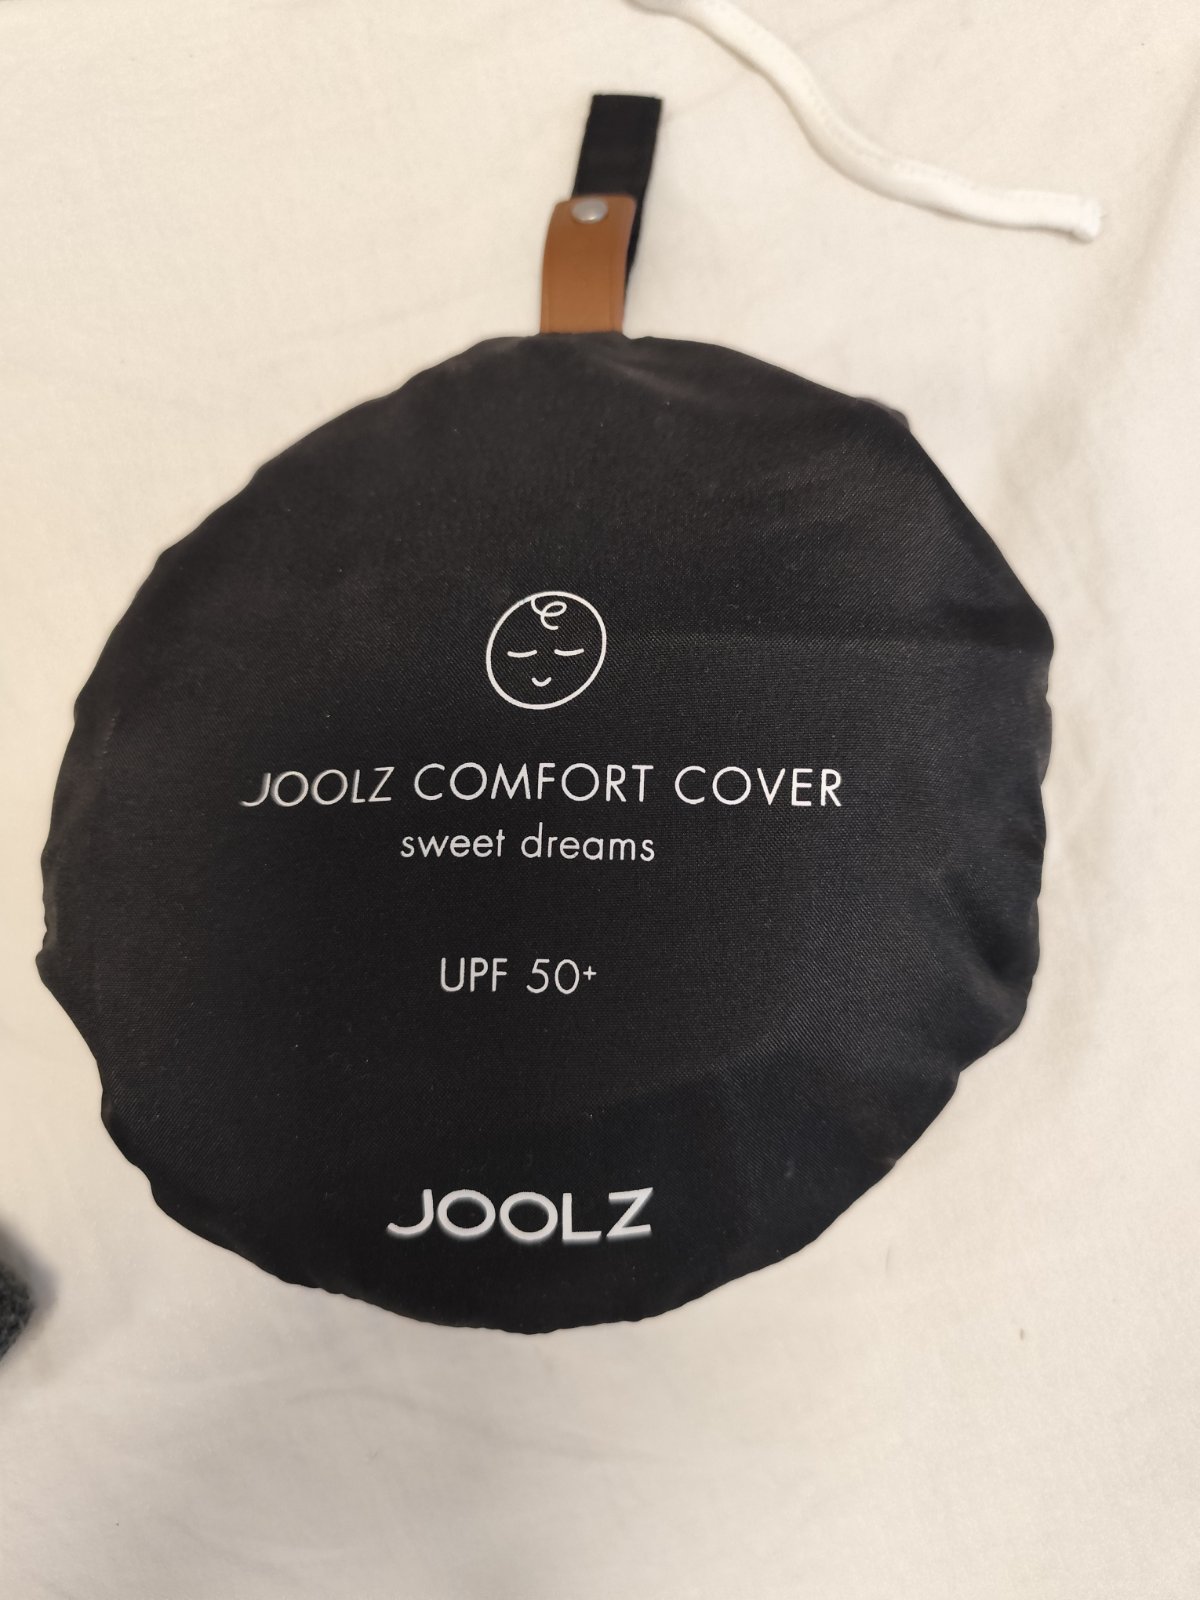 JOOLZ COMFORT COVER
sweet dreams
UPF 50+
JOOLZ